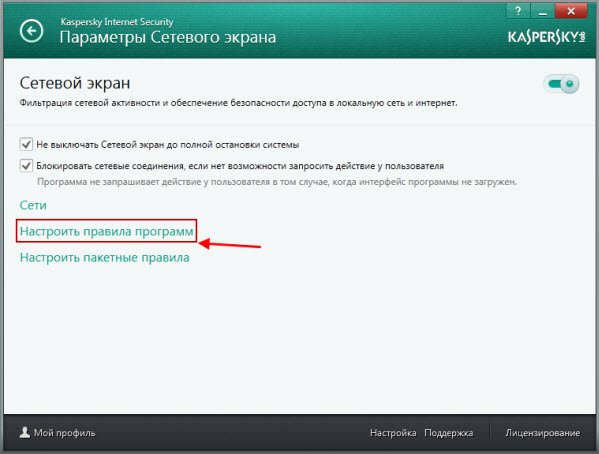 Kaspersky Internet Security
Параметры Сетевого экрана
KASPERSKY lab
Сетевой экран
Фильтрация сетевой активности и обеспечение безопасности доступа в локальную сеть и интернет.
Не выключать Сетевой экран до полной остановки системы
Блокировать сетевые соединения, если нет возможности запросить действие у пользователя
Программа не запрашивает действие у пользователя в том случае, когда интерфейс программы не загружен.
Сети
Настроить правила программ
Настроить пакетные правила
Мой профиль
Настройка Поддержка Лицензирование